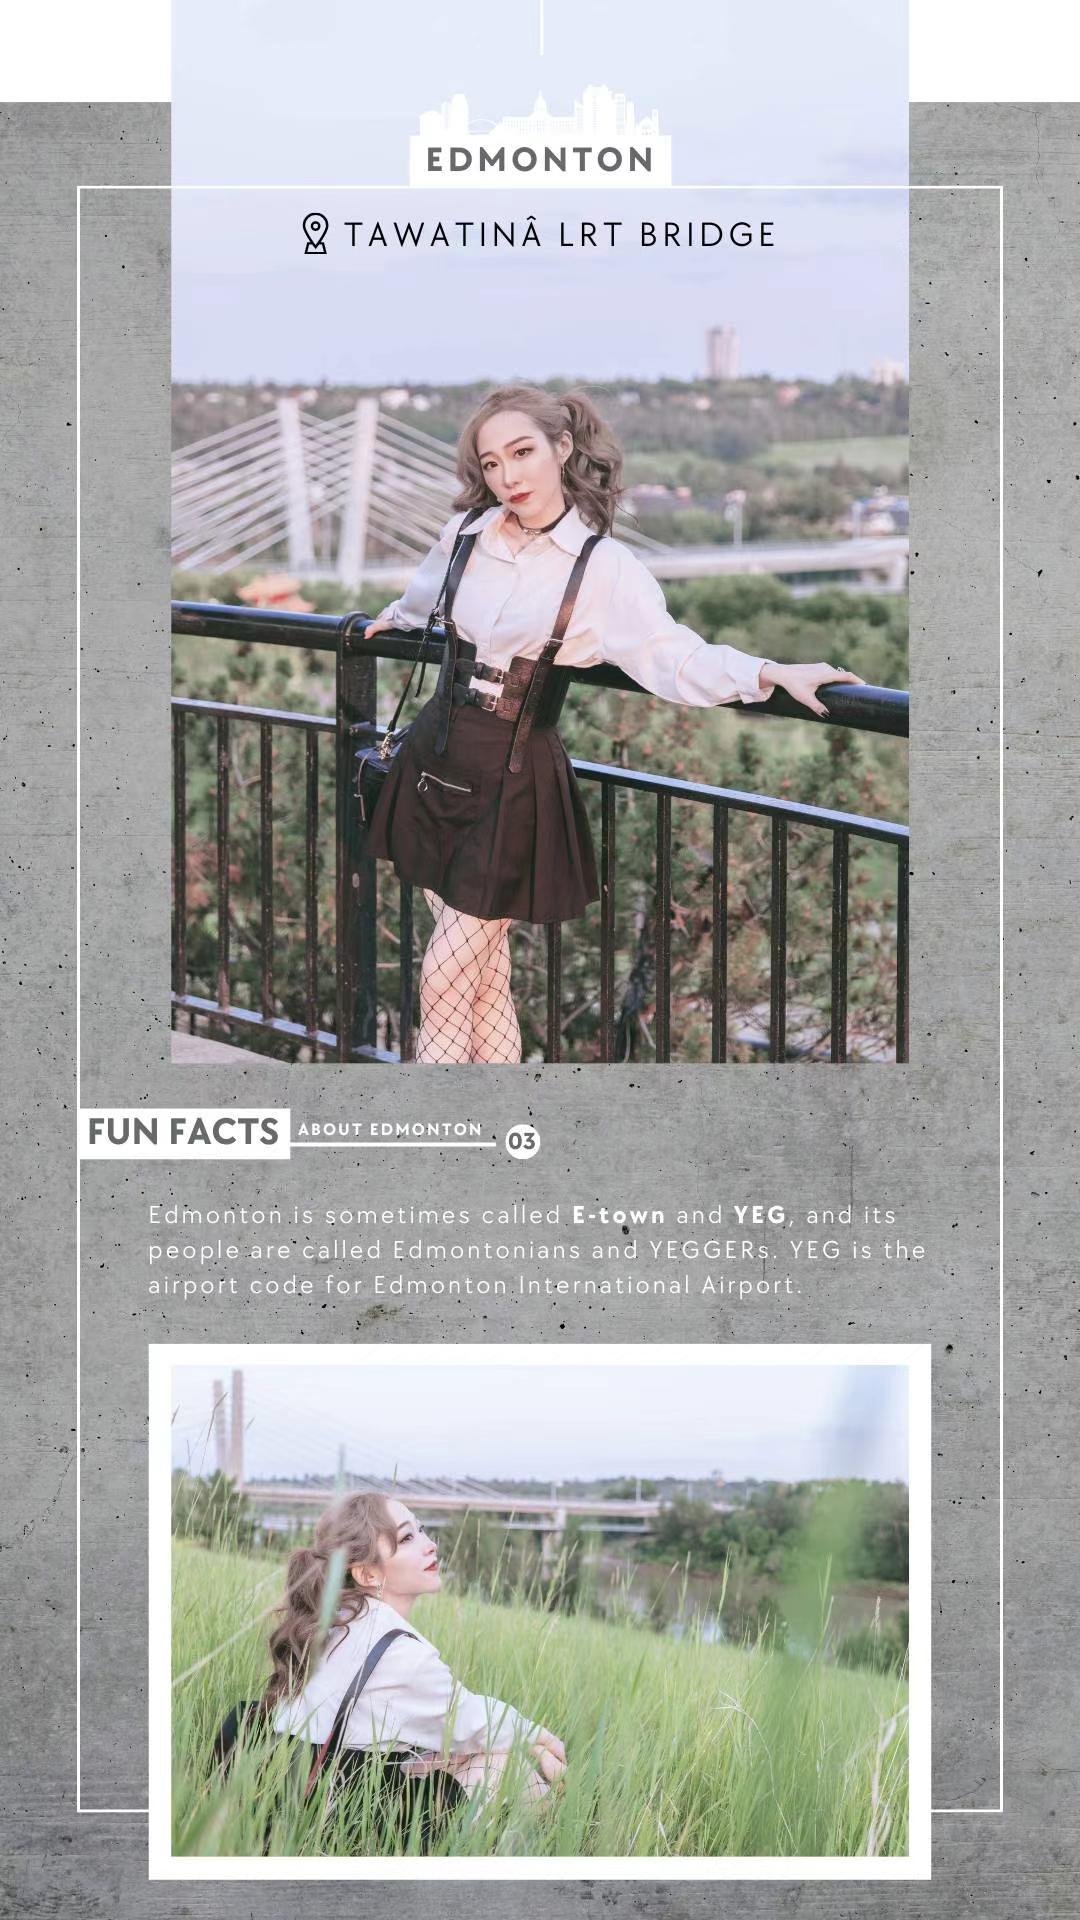 EDMONTON
TAWATINÂ LRT BRIDGE
FUN FACTS
ABOUT EDMONTON
03
Edmonton is sometimes called E-town and YEG, and its
people are called Edmontonians and YEGGERs. YEG is the
airport code for Edmonton International Airport.